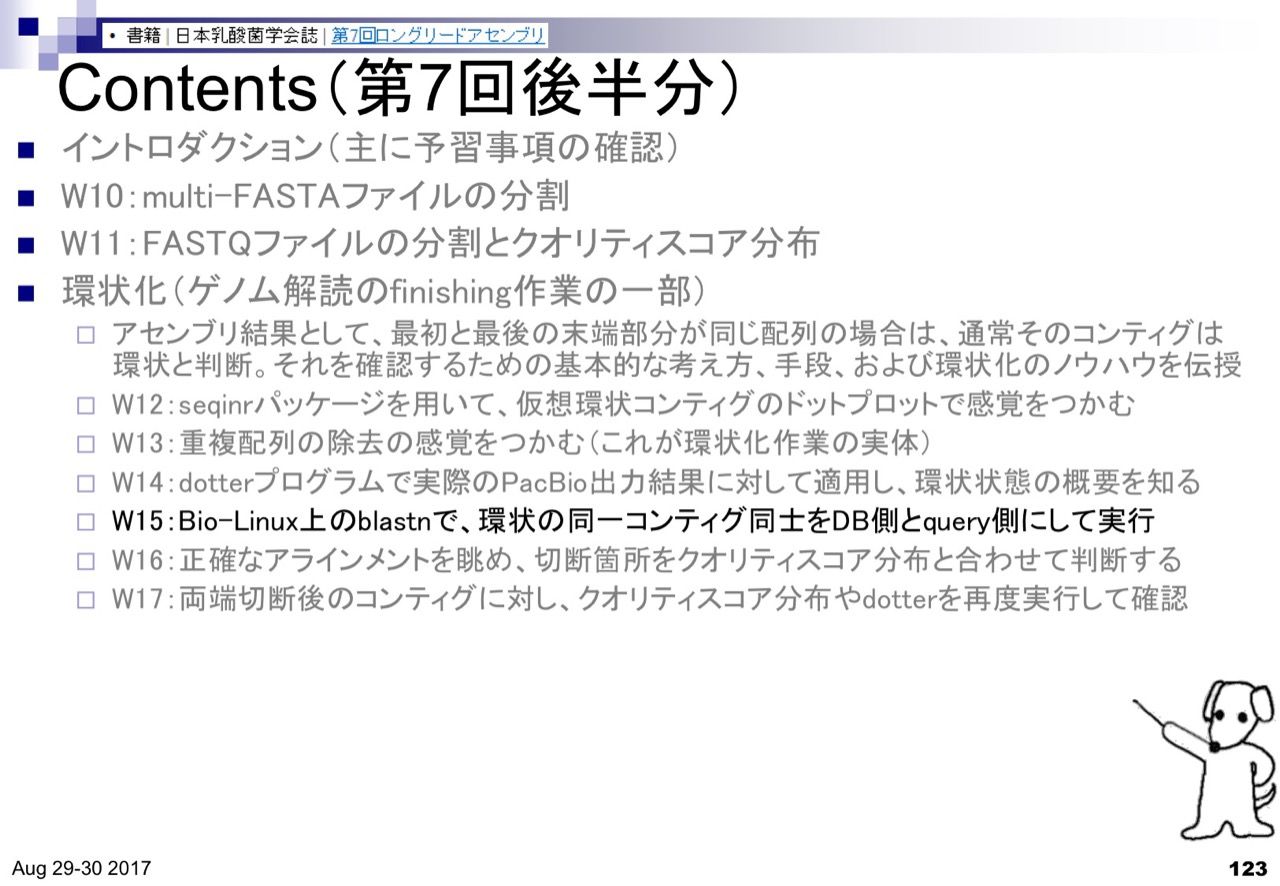 • 書籍 | 日本乳酸菌学会誌 | 第7回ロングリードアセンブリ
Contents（第7回後半分）
イントロダクション（主に予習事項の確認）
W10：multi-FASTAファイルの分割
W11：FASTQファイルの分割とクオリティスコア分布
環状化（ゲノム解読のfinishing作業の一部）
アセンブリ結果として、最初と最後の末端部分が同じ配列の場合は、通常そのコンティグは
環状と判断。それを確認するための基本的な考え方、手段、および環状化のノウハウを伝授
W12：seqinrパッケージを用いて、仮想環状コンティグのドットプロットで感覚をつかむ
W13：重複配列の除去の感覚をつかむ（これが環状化作業の実体）
W14：dotterプログラムで実際のPacBio出力結果に対して適用し、環状状態の概要を知る
W15：Bio-Linux上のblastnで、環状の同一コンティグ同士をDB側とquery側にして実行
W16：正確なアラインメントを眺め、切断箇所をクオリティスコア分布と合わせて判断する
W17：両端切断後のコンティグに対し、クオリティスコア分布やdotterを再度実行して確認
Aug 29-30 2017
123